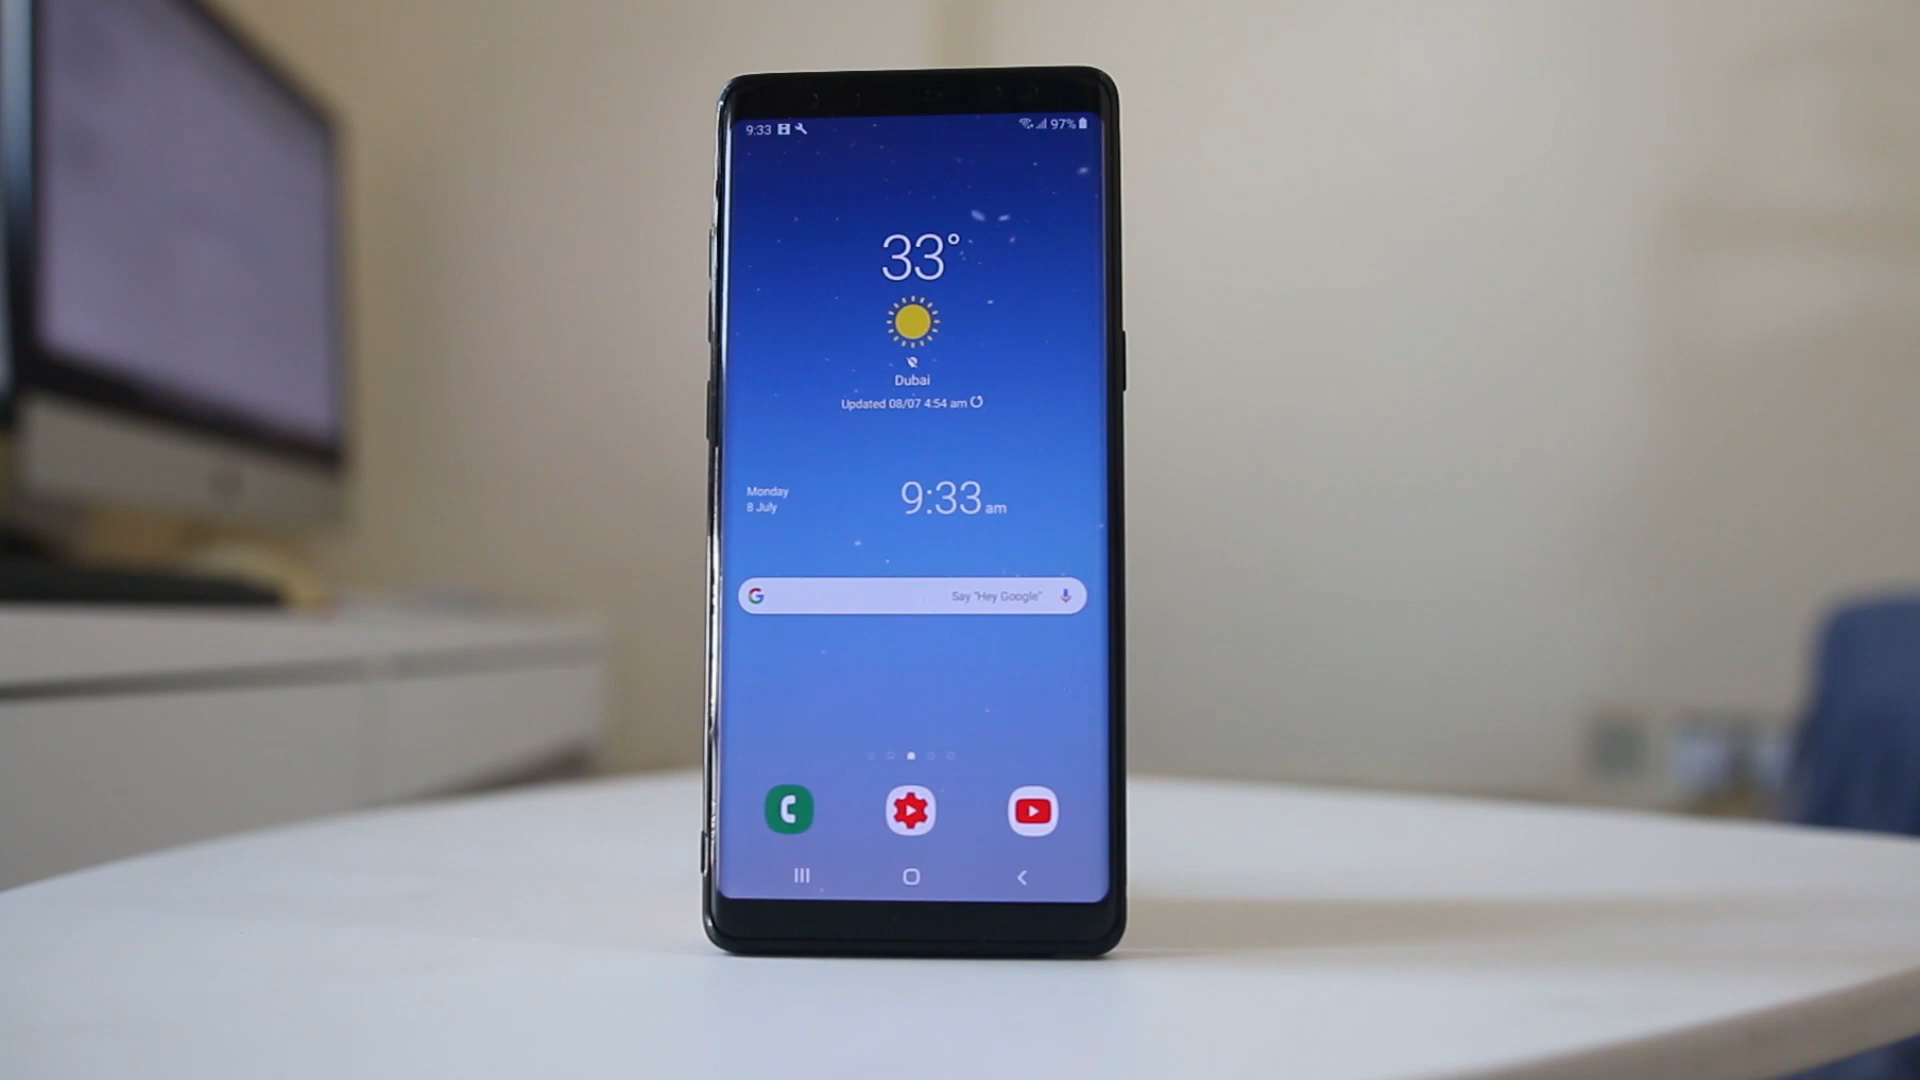 9:33 97%
33°
Dubai
Updated 08/07 4:54 am
Monday
8 July
9:33 am
G Say "Hey Google"